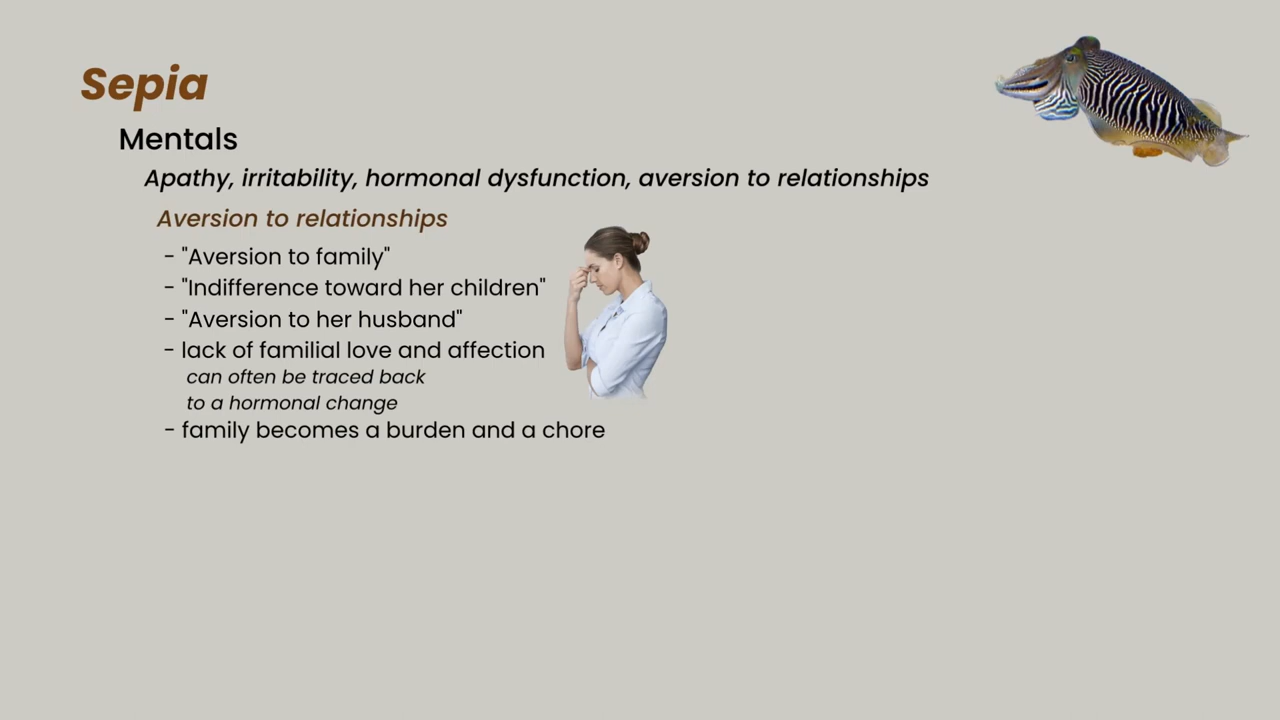 Sepia
Mentals
Apathy, irritability, hormonal dysfunction, aversion to relationships
Aversion to relationships
- "Aversion to family"
- "Indifference toward her children"
- "Aversion to her husband"
- lack of familial love and affection
can often be traced back
to a hormonal change
- family becomes a burden and a chore